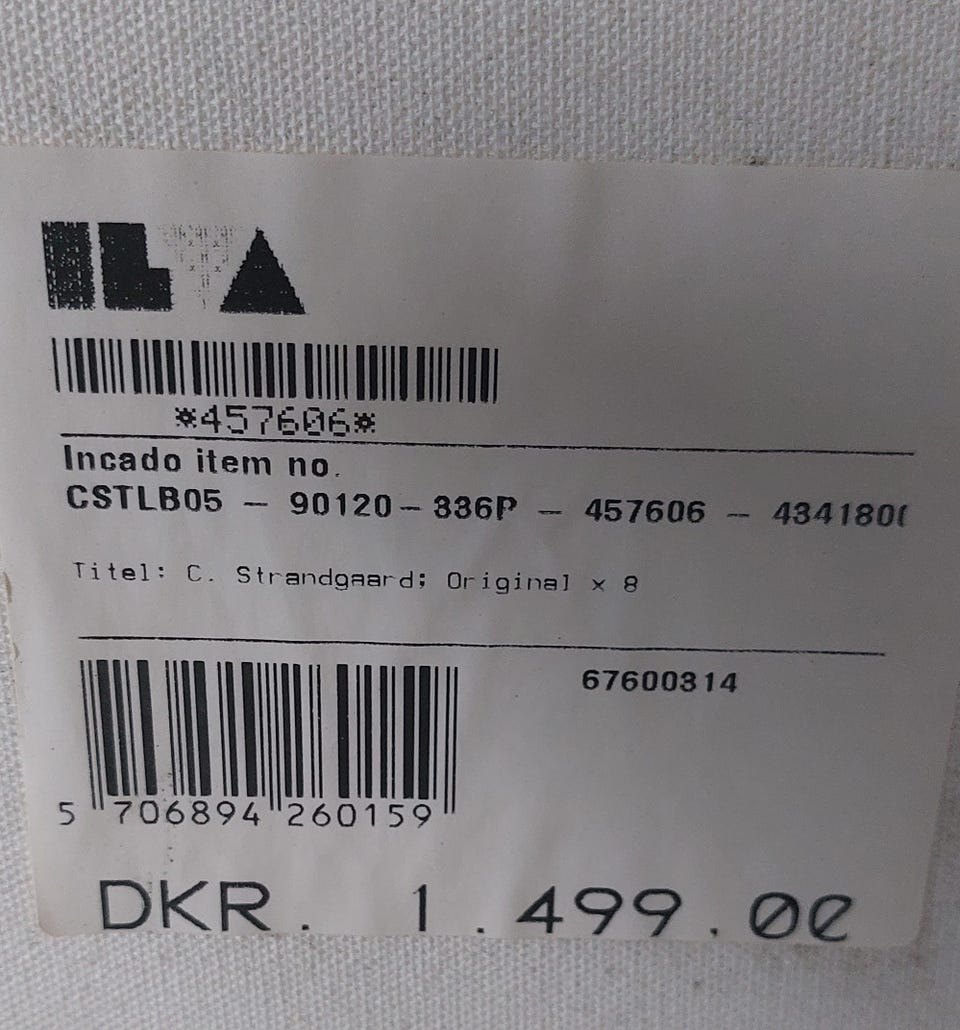 ILVA
*457606*
Incado item no.
CSTLB05 - 90120-336P - 457606 - 4341800
Titel: C. Strandgaard; Original x 8
67600314
5 706894 260159
DKR. 1.499.00